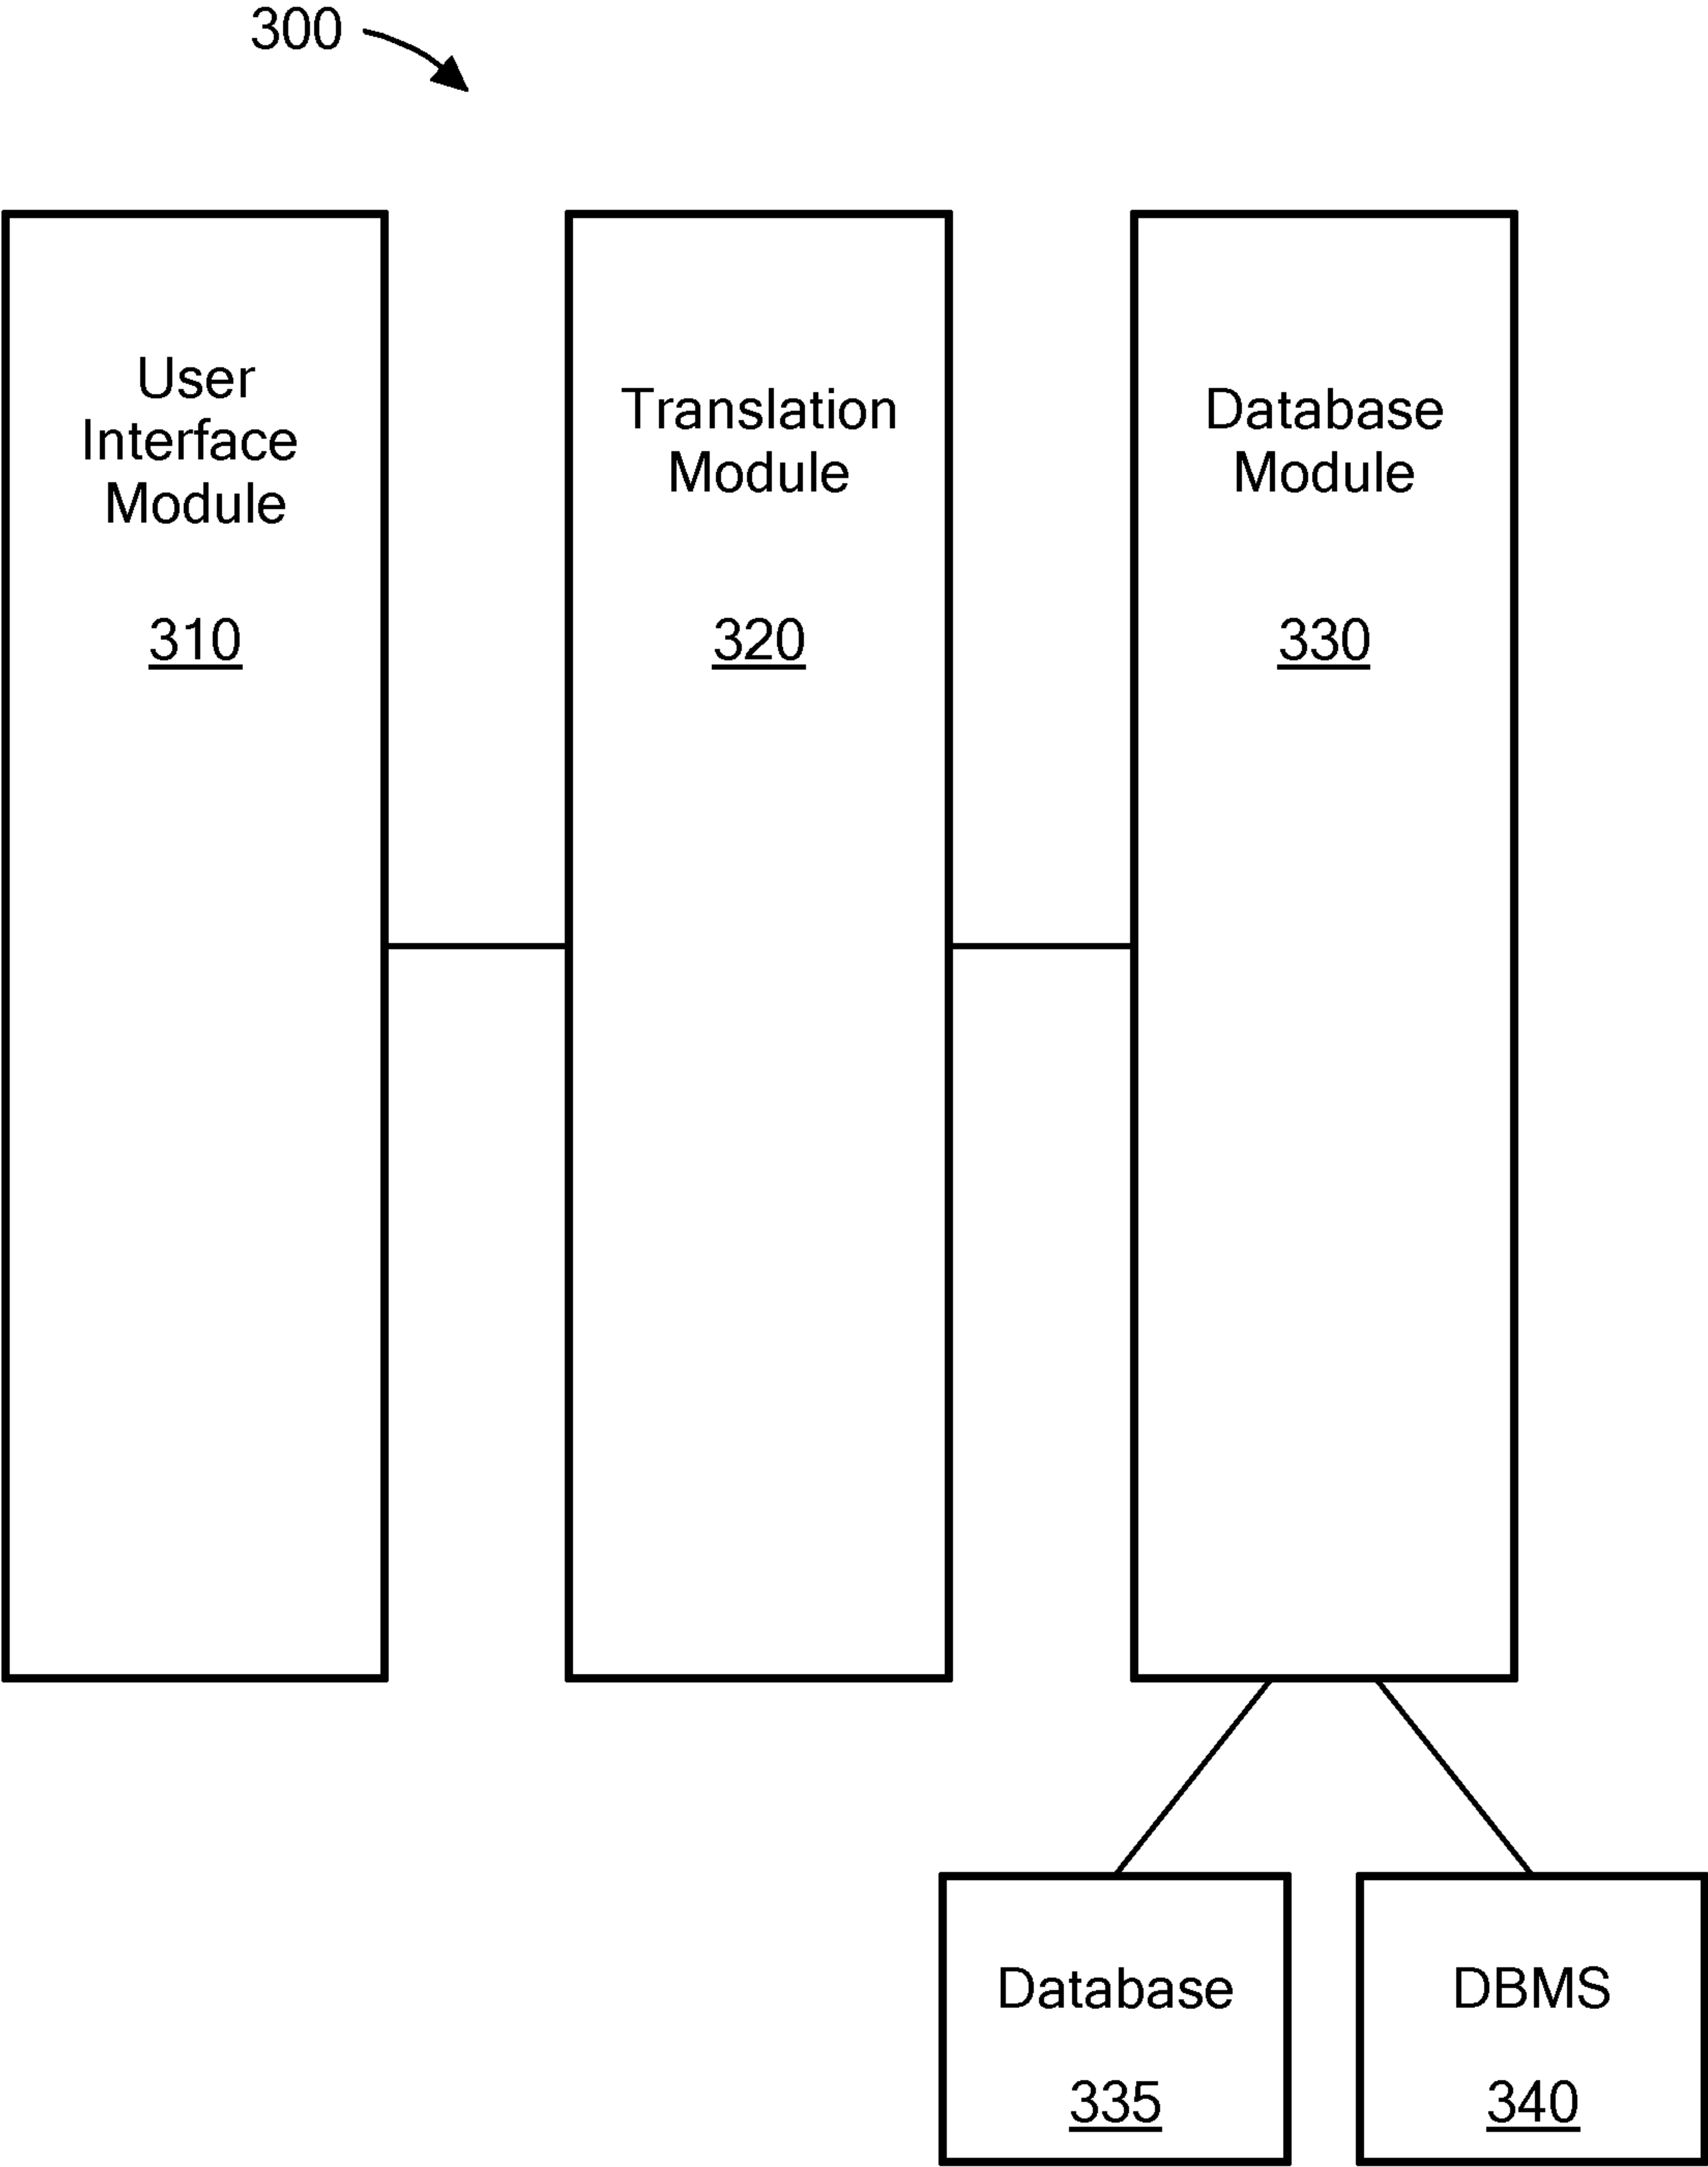 300
User
Interface
Module
310
Translation
Module
320
Database
Module
330
Database
335
DBMS
340